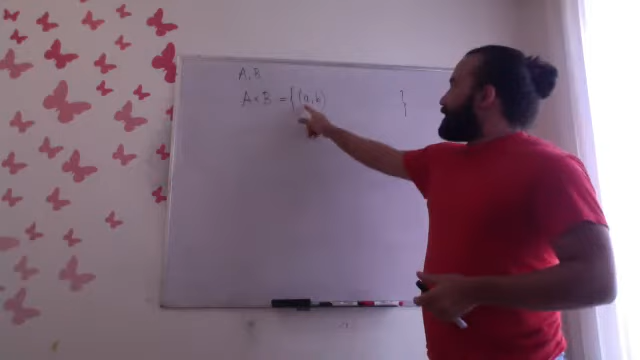 A, B
A × B = { (a, b) }